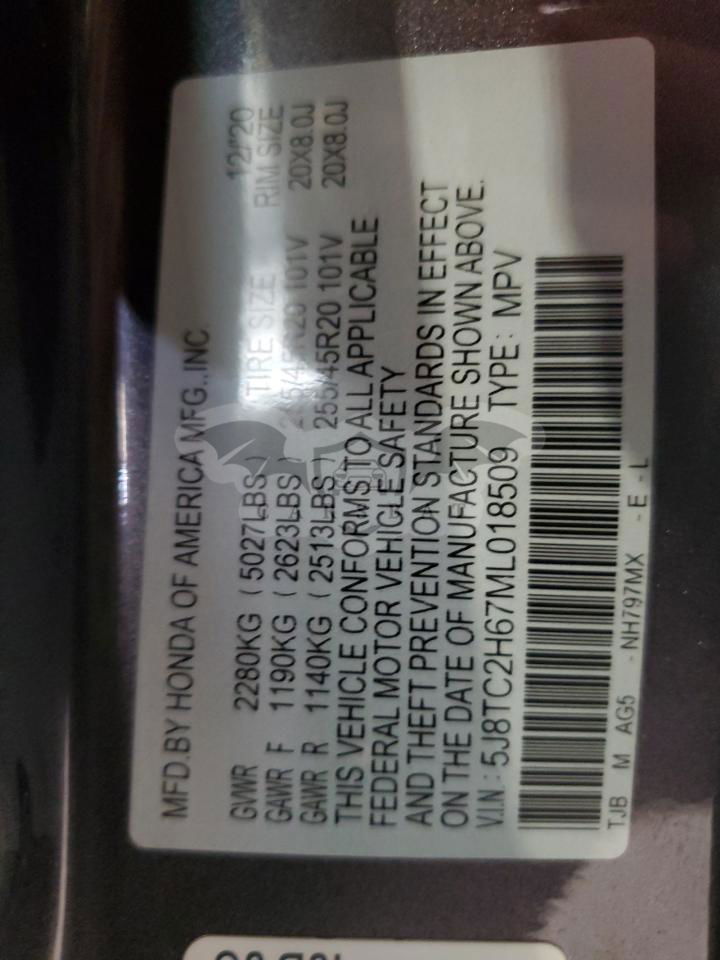 MFD.BY HONDA OF AMERICA MFG.,INC. 12/'20
GVWR 2280KG (5027LBS) TIRE SIZE RIM SIZE
GAWR F 1190KG (2623LBS) 255/45R20 101V 20X8.0J
GAWR R 1140KG (2513LBS) 255/45R20 101V 20X8.0J
THIS VEHICLE CONFORMS TO ALL APPLICABLE
FEDERAL MOTOR VEHICLE SAFETY
AND THEFT PREVENTION STANDARDS IN EFFECT
ON THE DATE OF MANUFACTURE SHOWN ABOVE.
V.I.N.: 5J8TC2H67ML018509 TYPE: MPV
TJB M AG5 - NH797MX - E - L